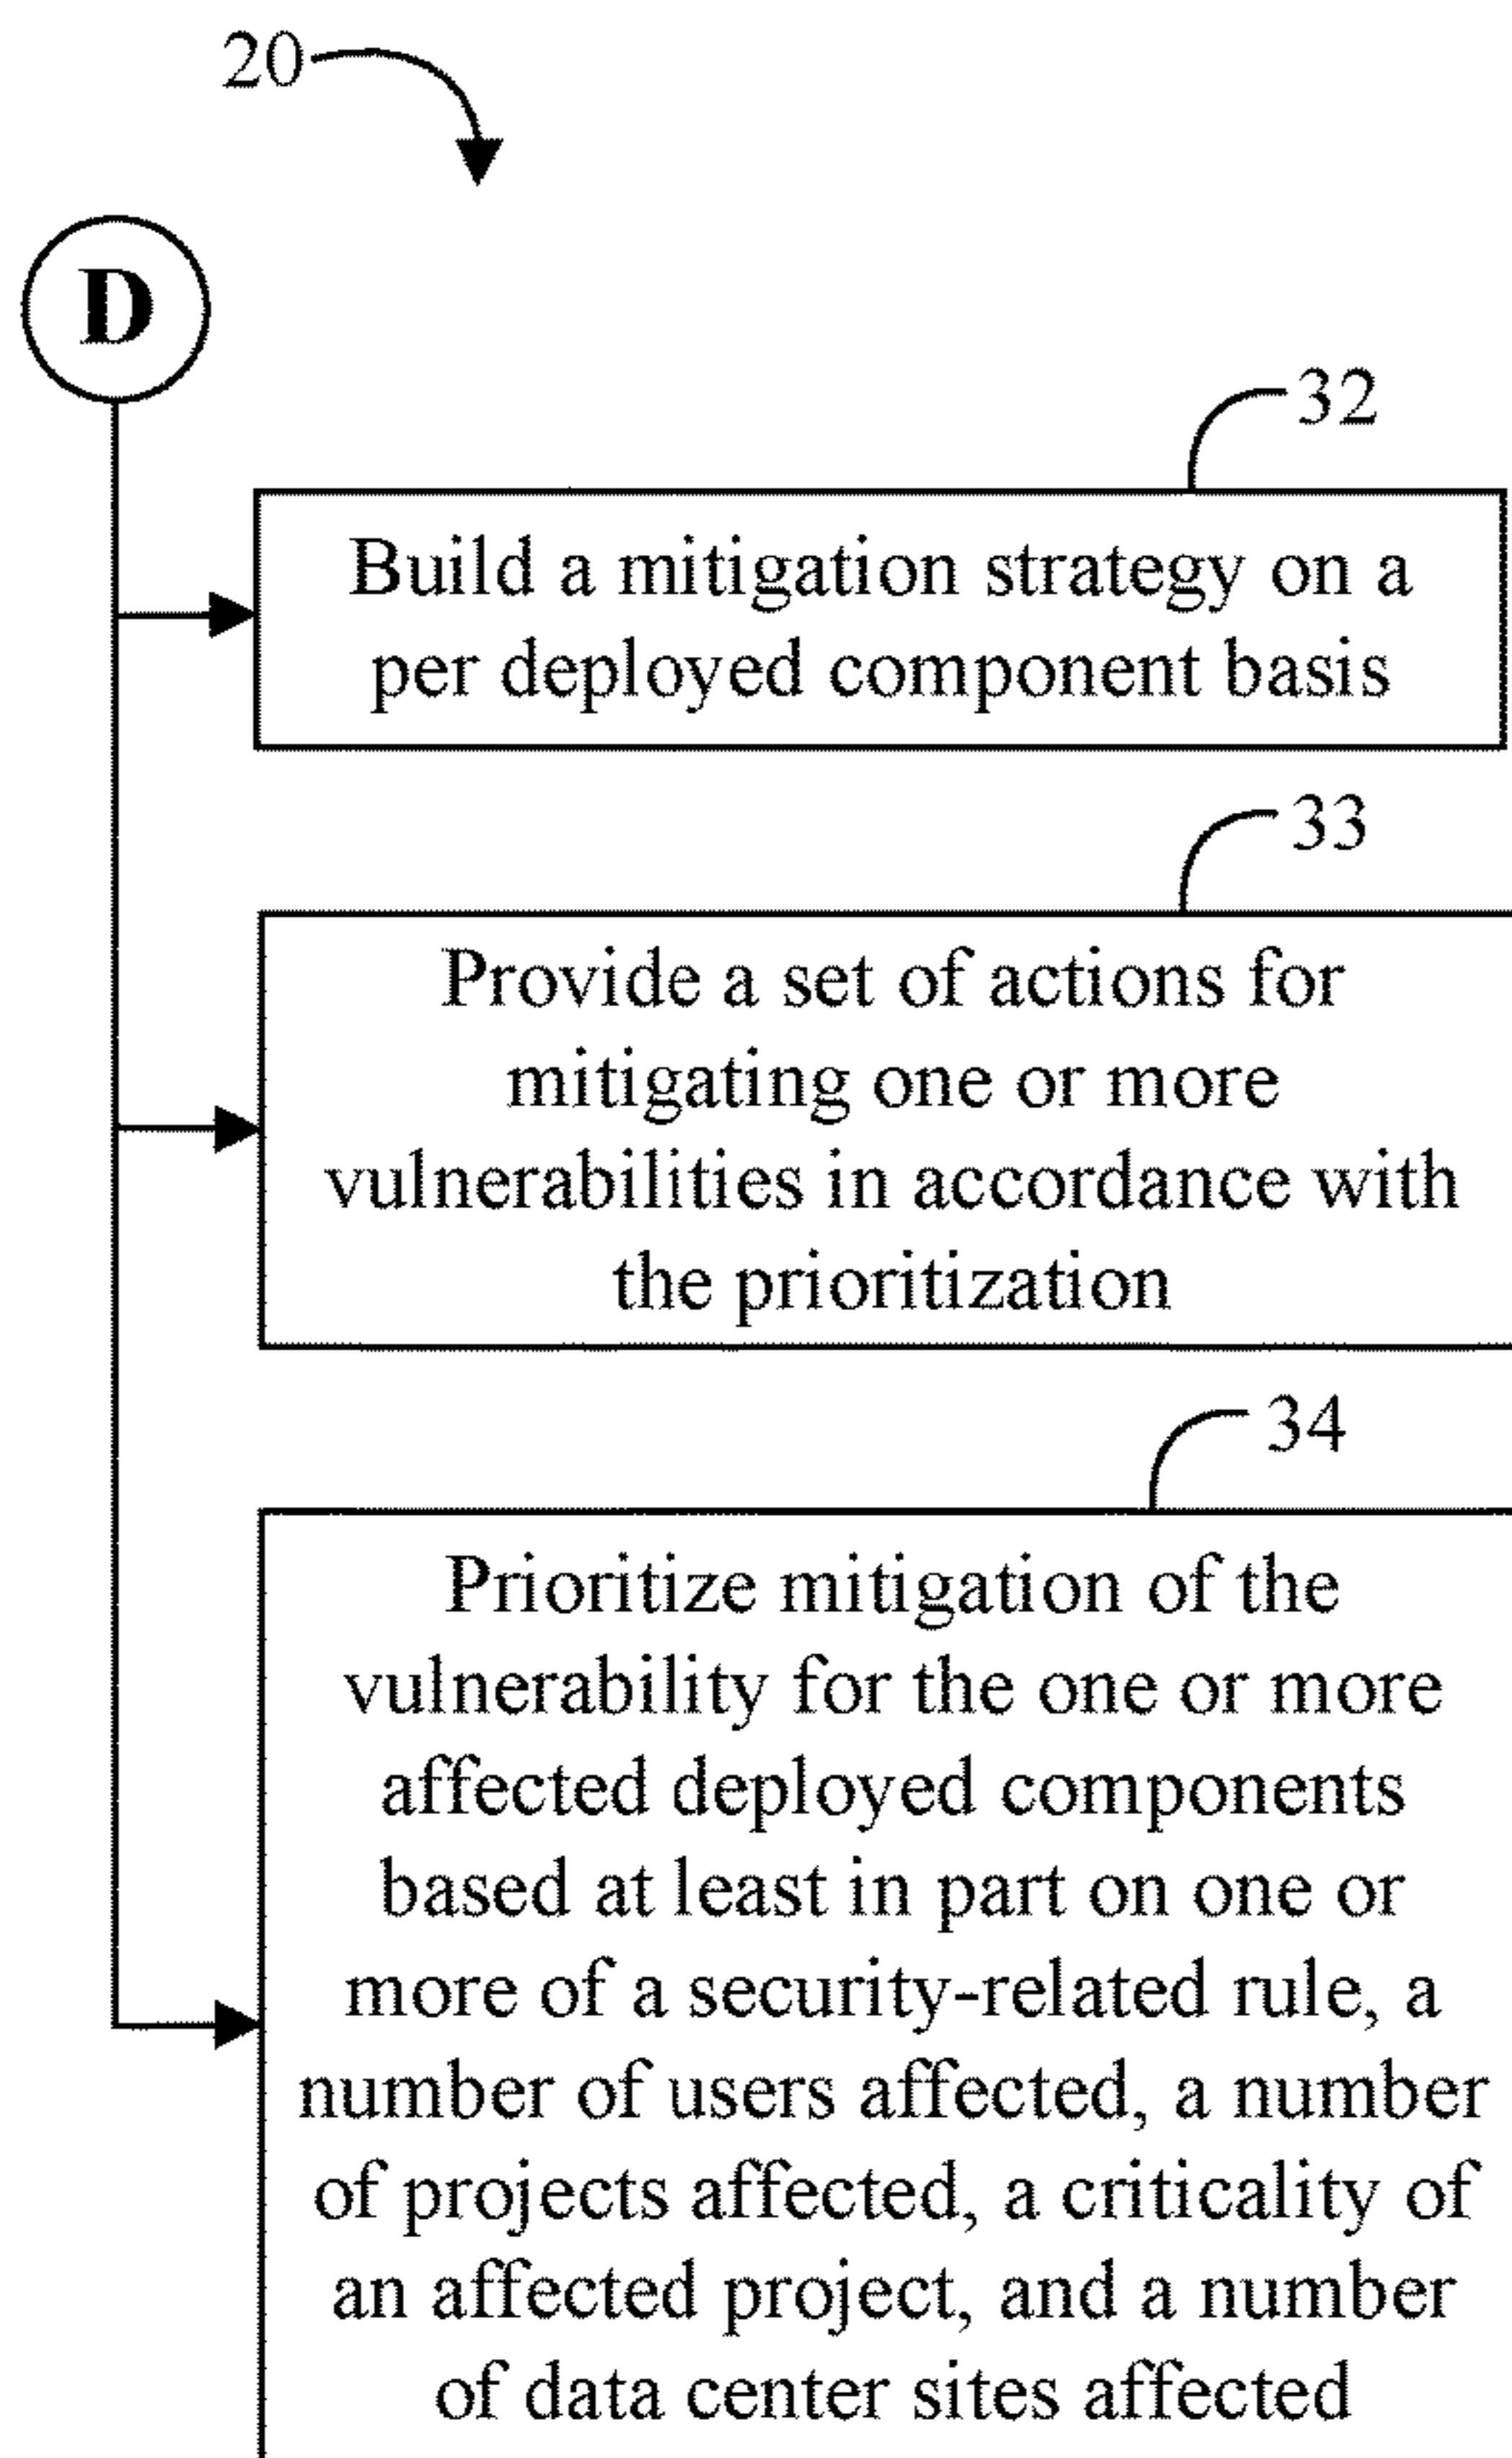 20
D
32
Build a mitigation strategy on a
per deployed component basis
33
Provide a set of actions for
mitigating one or more
vulnerabilities in accordance with
the prioritization
34
Prioritize mitigation of the
vulnerability for the one or more
affected deployed components
based at least in part on one or
more of a security-related rule, a
number of users affected, a number
of projects affected, a criticality of
an affected project, and a number
of data center sites affected